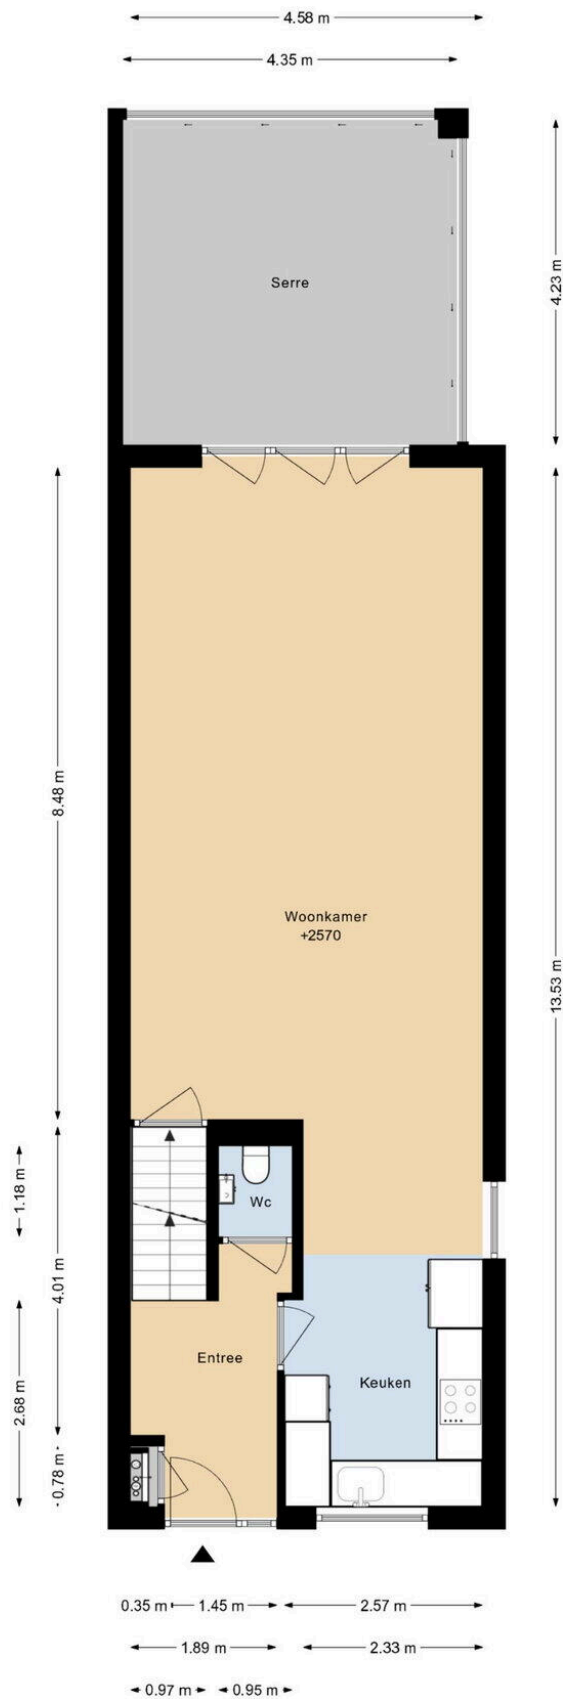 4.58 m
4.35 m
Serre
4.23 m
8.48 m
Woonkamer
+2570
13.53 m
1.18 m
Wc
4.01 m
Entree
Keuken
2.68 m
0.78 m
0.35 m
1.45 m
2.57 m
1.89 m
2.33 m
0.97 m
0.95 m